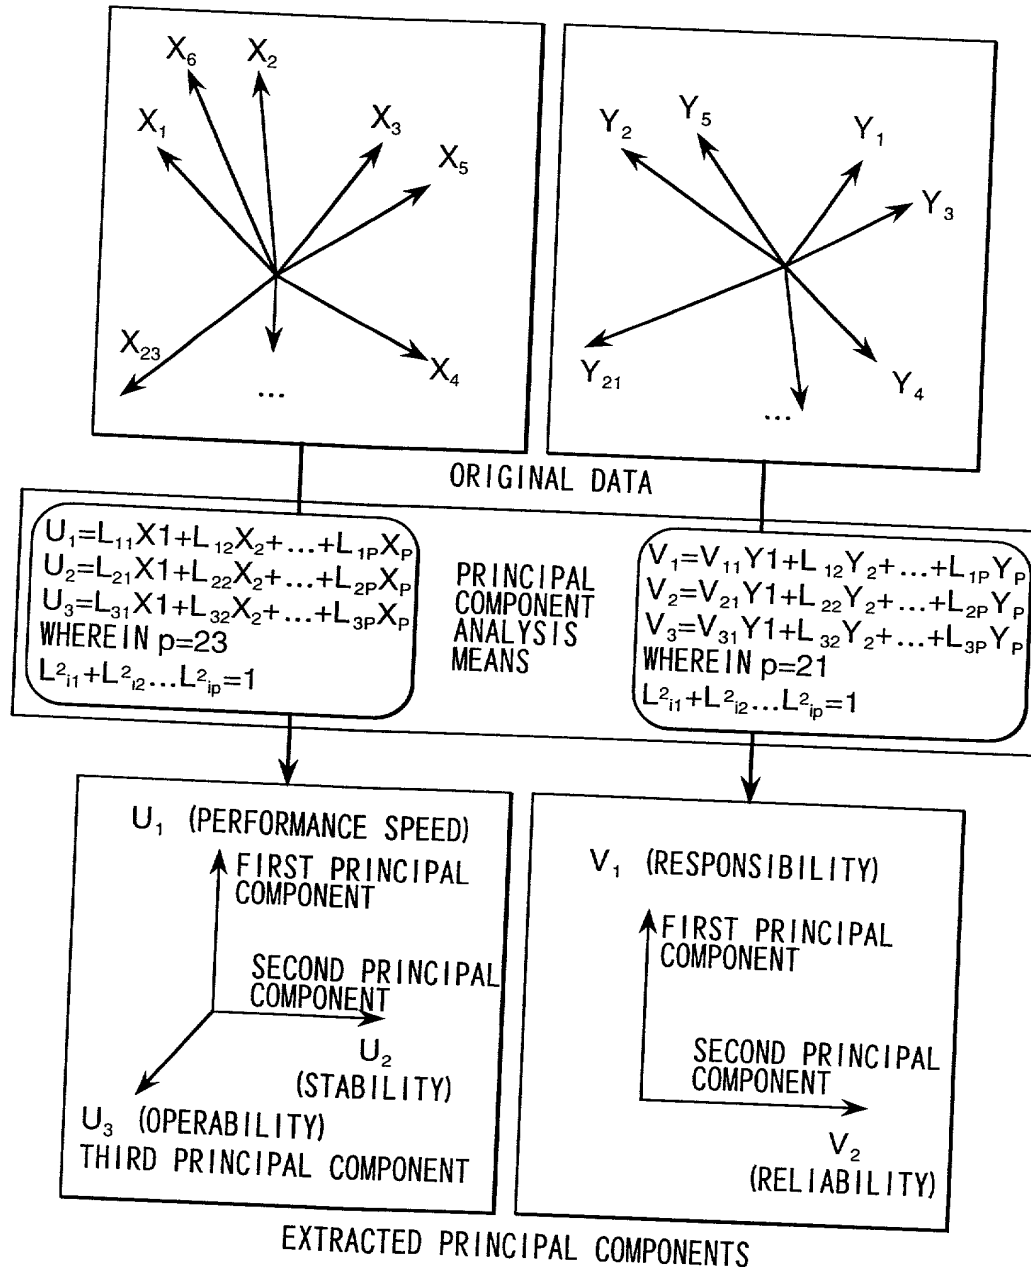 X₆ X₂
X₁ X₃
X₅
X₂₃
X₄
...
Y₂ Y₅ Y₁
Y₃
Y₂₁
Y₄
...
ORIGINAL DATA
U₁=L₁₁X1+L₁₂X₂+...+L₁ₚXₚ
U₂=L₂₁X1+L₂₂X₂+...+L₂ₚXₚ
U₃=L₃₁X1+L₃₂X₂+...+L₃ₚXₚ
WHEREIN p=23
L²ᵢ₁+L²ᵢ₂...L²ᵢₚ=1
PRINCIPAL
COMPONENT
ANALYSIS
MEANS
V₁=V₁₁Y1+L₁₂Y₂+...+L₁ₚYₚ
V₂=V₂₁Y1+L₂₂Y₂+...+L₂ₚYₚ
V₃=V₃₁Y1+L₃₂Y₂+...+L₃ₚYₚ
WHEREIN p=21
L²ᵢ₁+L²ᵢ₂...L²ᵢₚ=1
U₁ (PERFORMANCE SPEED)
FIRST PRINCIPAL
COMPONENT
SECOND PRINCIPAL
COMPONENT
U₂
(STABILITY)
U₃ (OPERABILITY)
THIRD PRINCIPAL COMPONENT
V₁ (RESPONSIBILITY)
FIRST PRINCIPAL
COMPONENT
SECOND PRINCIPAL
COMPONENT
V₂
(RELIABILITY)
EXTRACTED PRINCIPAL COMPONENTS